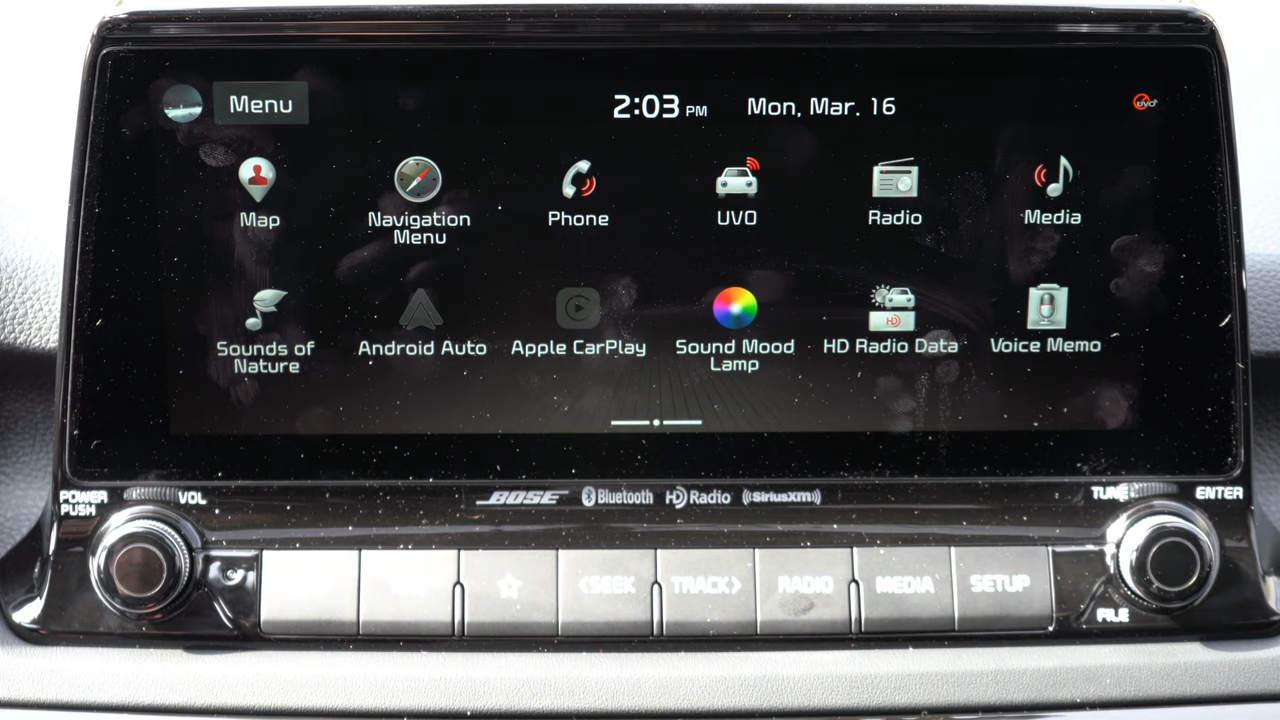 Menu
2:03 PM
Mon, Mar. 16
UVO
Map
Navigation
Menu
Phone
UVO
Radio
Media
Sounds of
Nature
Android Auto
Apple CarPlay
Sound Mood
Lamp
HD
HD Radio Data
Voice Memo
POWER
PUSH
VOL
BOSE
Bluetooth
HD Radio
SiriusXM
TUNE
ENTER
<SEEK
TRACK>
RADIO
MEDIA
SETUP
FILE